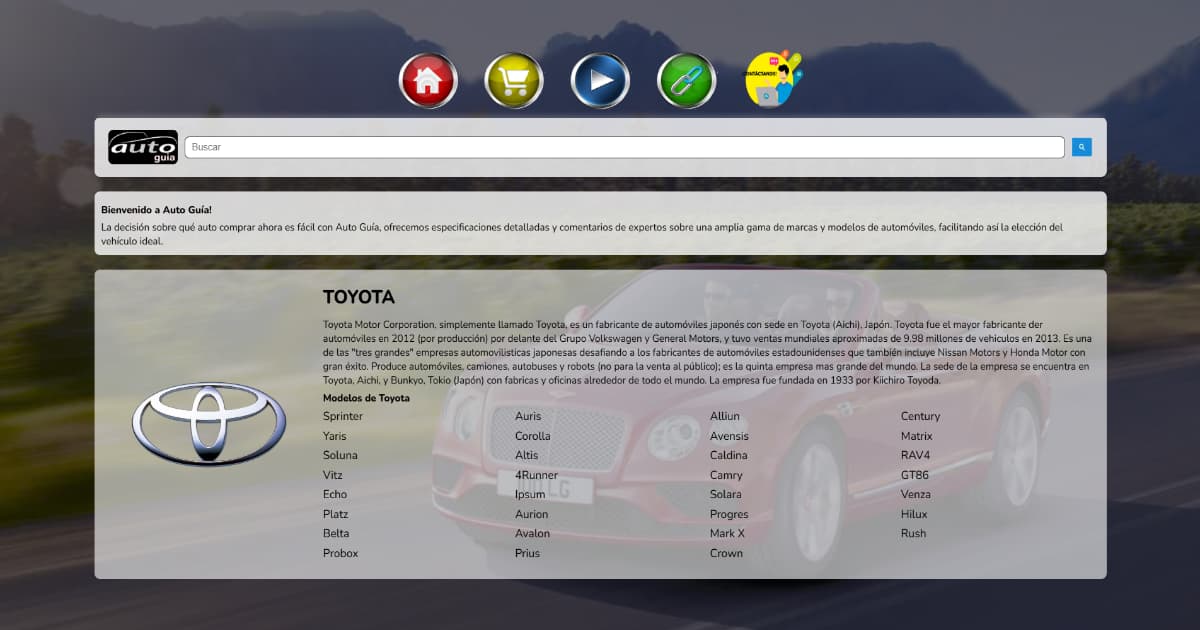 CONTÁCTANOS!
auto
guia
Buscar
Bienvenido a Auto Guía!
La decisión sobre qué auto comprar ahora es fácil con Auto Guía, ofrecemos especificaciones detalladas y comentarios de expertos sobre una amplia gama de marcas y modelos de automóviles, facilitando así la elección del
vehículo ideal.
TOYOTA
Toyota Motor Corporation, simplemente llamado Toyota, es un fabricante de automóviles japonés con sede en Toyota (Aichi), Japón. Toyota fue el mayor fabricante der
automóviles en 2012 (por producción) por delante del Grupo Volkswagen y General Motors, y tuvo ventas mundiales aproximadas de 9.98 millones de vehiculos en 2013. Es una
de las "tres grandes" empresas automovilisticas japonesas desafiando a los fabricantes de automóviles estadounidenses que también incluye Nissan Motors y Honda Motor con
gran éxito. Produce automóviles, camiones, autobuses y robots (no para la venta al público); es la quinta empresa mas grande del mundo. La sede de la empresa se encuentra en
Toyota, Aichi, y Bunkyo, Tokio (Japón) con fabricas y oficinas alrededor de todo el mundo. La empresa fue fundada en 1933 por Kiichiro Toyoda.
Modelos de Toyota
Sprinter Auris Alliun Century
Yaris Corolla Avensis Matrix
Soluna Altis Caldina RAV4
Vitz 4Runner Camry GT86
Echo Ipsum Solara Venza
Platz Aurion Progres Hilux
Belta Avalon Mark X Rush
Probox Prius Crown